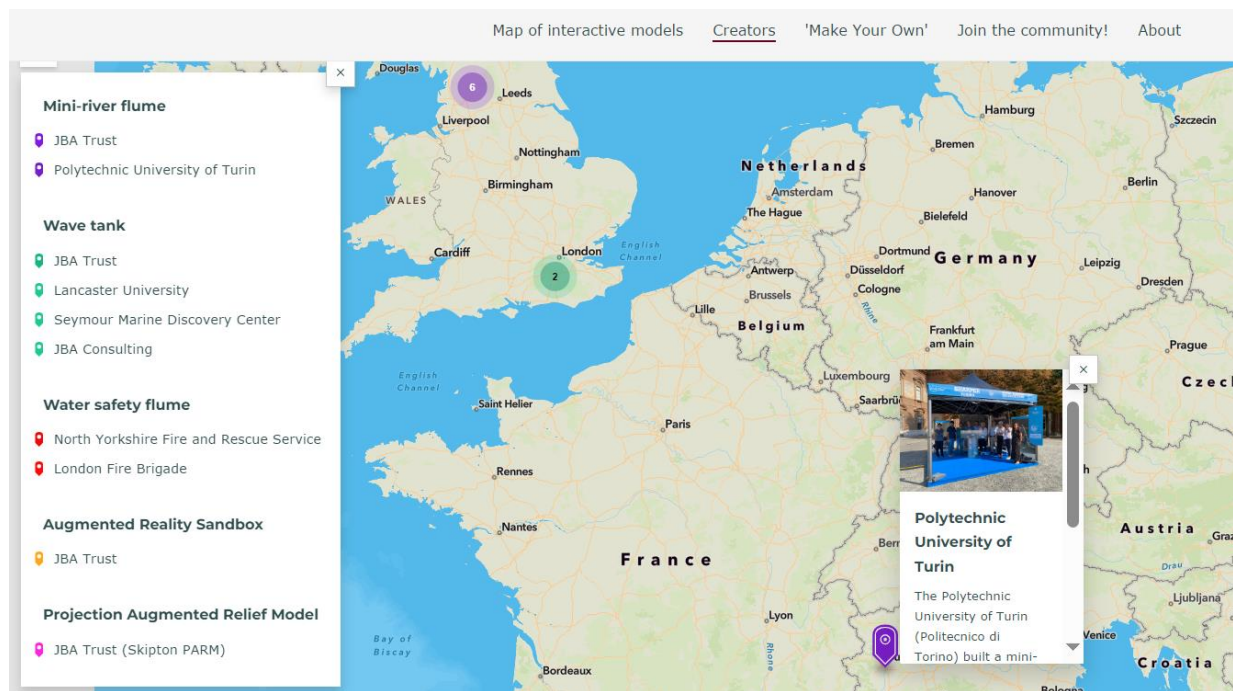 Map of interactive models
Creators
'Make Your Own'
Join the community!
About
Mini-river flume
JBA Trust
Polytechnic University of Turin
Wave tank
JBA Trust
Lancaster University
Seymour Marine Discovery Center
JBA Consulting
Water safety flume
North Yorkshire Fire and Rescue Service
London Fire Brigade
Augmented Reality Sandbox
JBA Trust
Projection Augmented Relief Model
JBA Trust (Skipton PARM)
Douglas
6
Leeds
Liverpool
Nottingham
Birmingham
WALES
Cardiff
London
2
English
Channel
English
Channel
Saint Helier
Rennes
Nantes
Paris
France
Bay of
Biscay
Bordeaux
Lyon
Rhone
Netherlands
Amsterdam
The Hague
Antwerp
Brussels
Belgium
Lille
Luxembourg
Hamburg
Szczecin
Bremen
Hanover
Berlin
Bielefeld
Dortmund
Düsseldorf
Cologne
Rhine
Germany
Leipzig
Dresden
Frankfurt
am Main
Prague
Czec
Saarbrü
Bern
Austria
Graz
Drau
Ljubljana
Venice
Croatia
Bologna
Polytechnic
University of
Turin
The Polytechnic
University of Turin
(Politecnico di
Torino) built a mini-